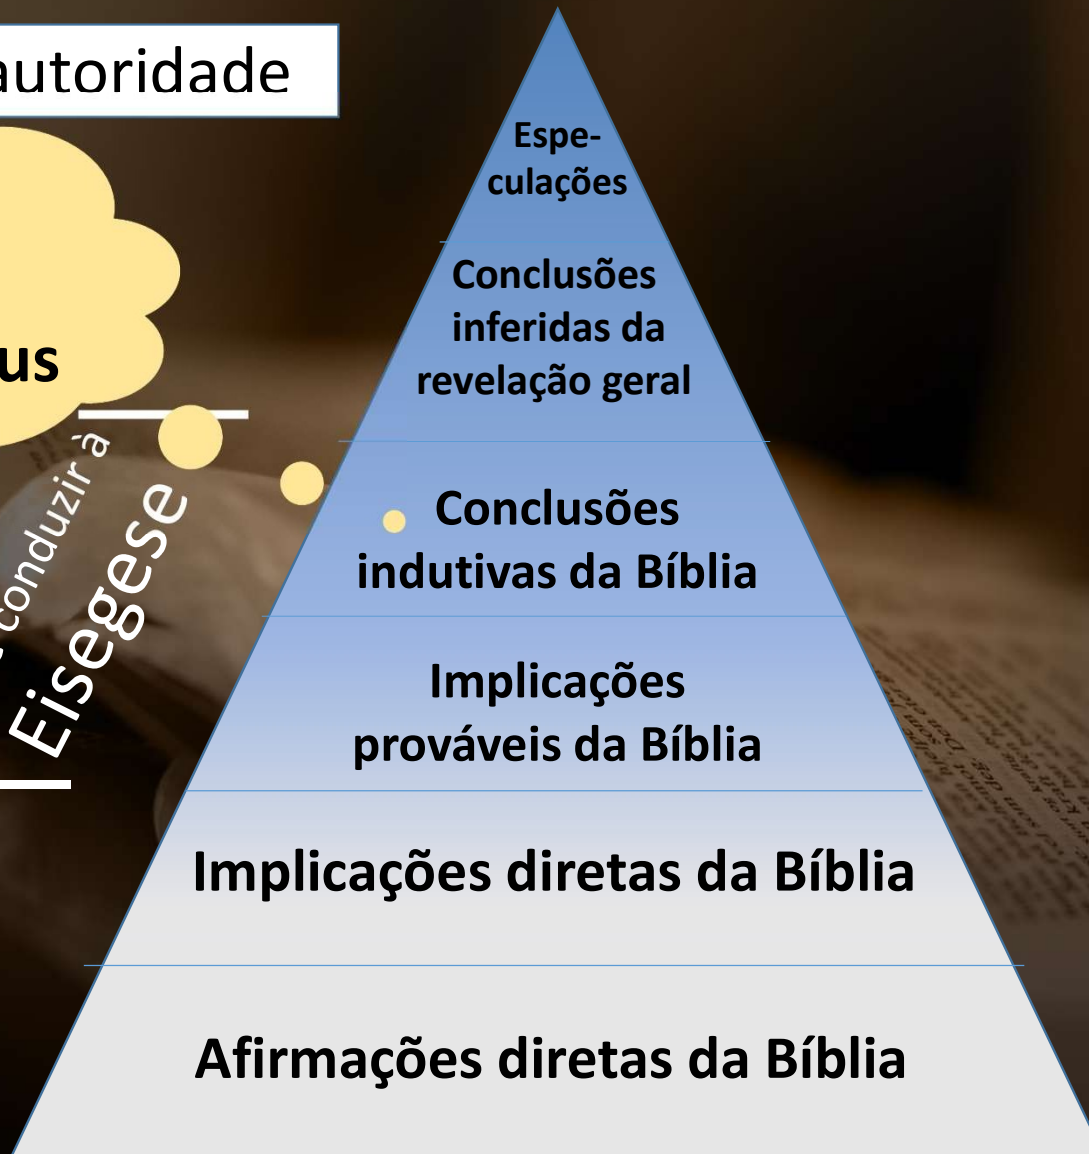 autoridade
us
conduzir à
Eisegese
Espe-
culações
Conclusões
inferidas da
revelação geral
Conclusões
indutivas da Bíblia
Implicações
prováveis da Bíblia
Implicações diretas da Bíblia
Afirmações diretas da Bíblia